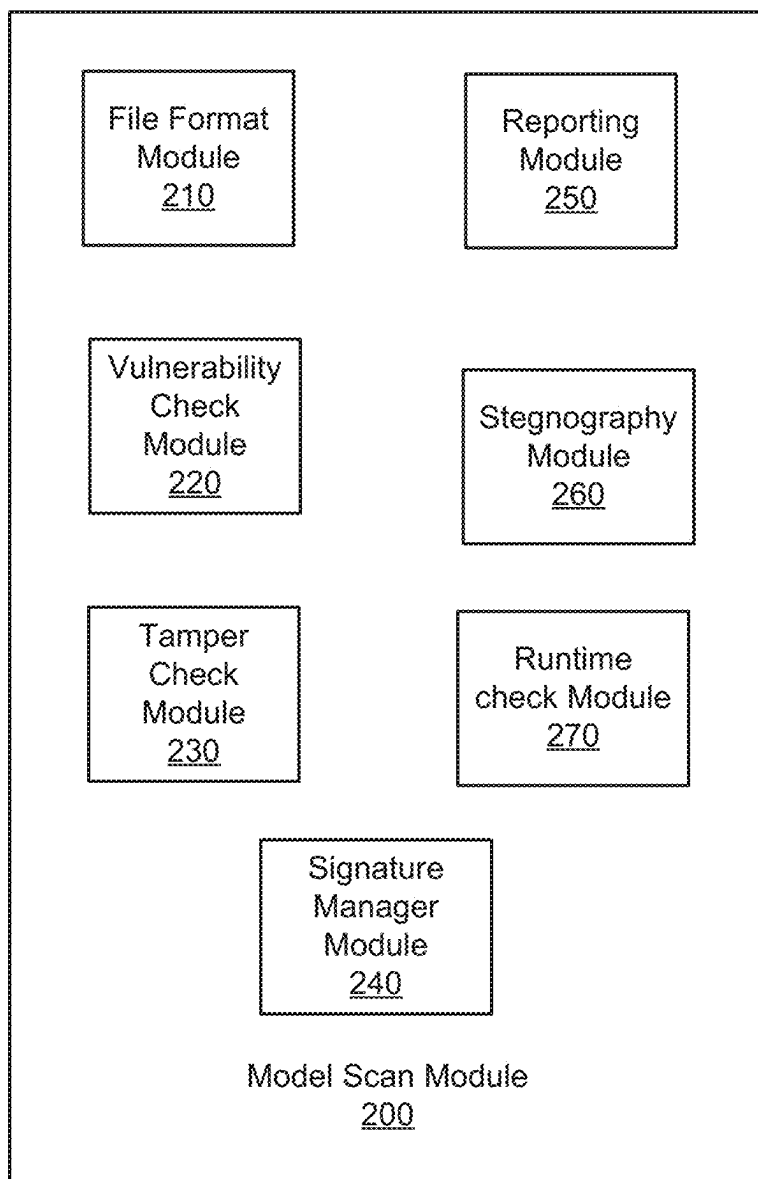 File Format
Module
210
Reporting
Module
250
Vulnerability
Check
Module
220
Stegnography
Module
260
Tamper
Check
Module
230
Runtime
check Module
270
Signature
Manager
Module
240
Model Scan Module
200